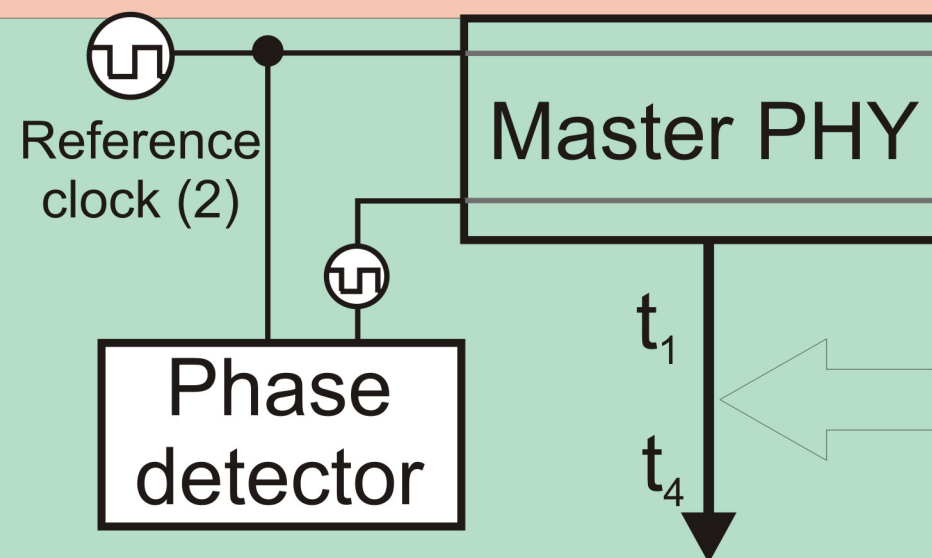 Reference
clock (2)
Master PHY
Phase
detector
t₁
t₄